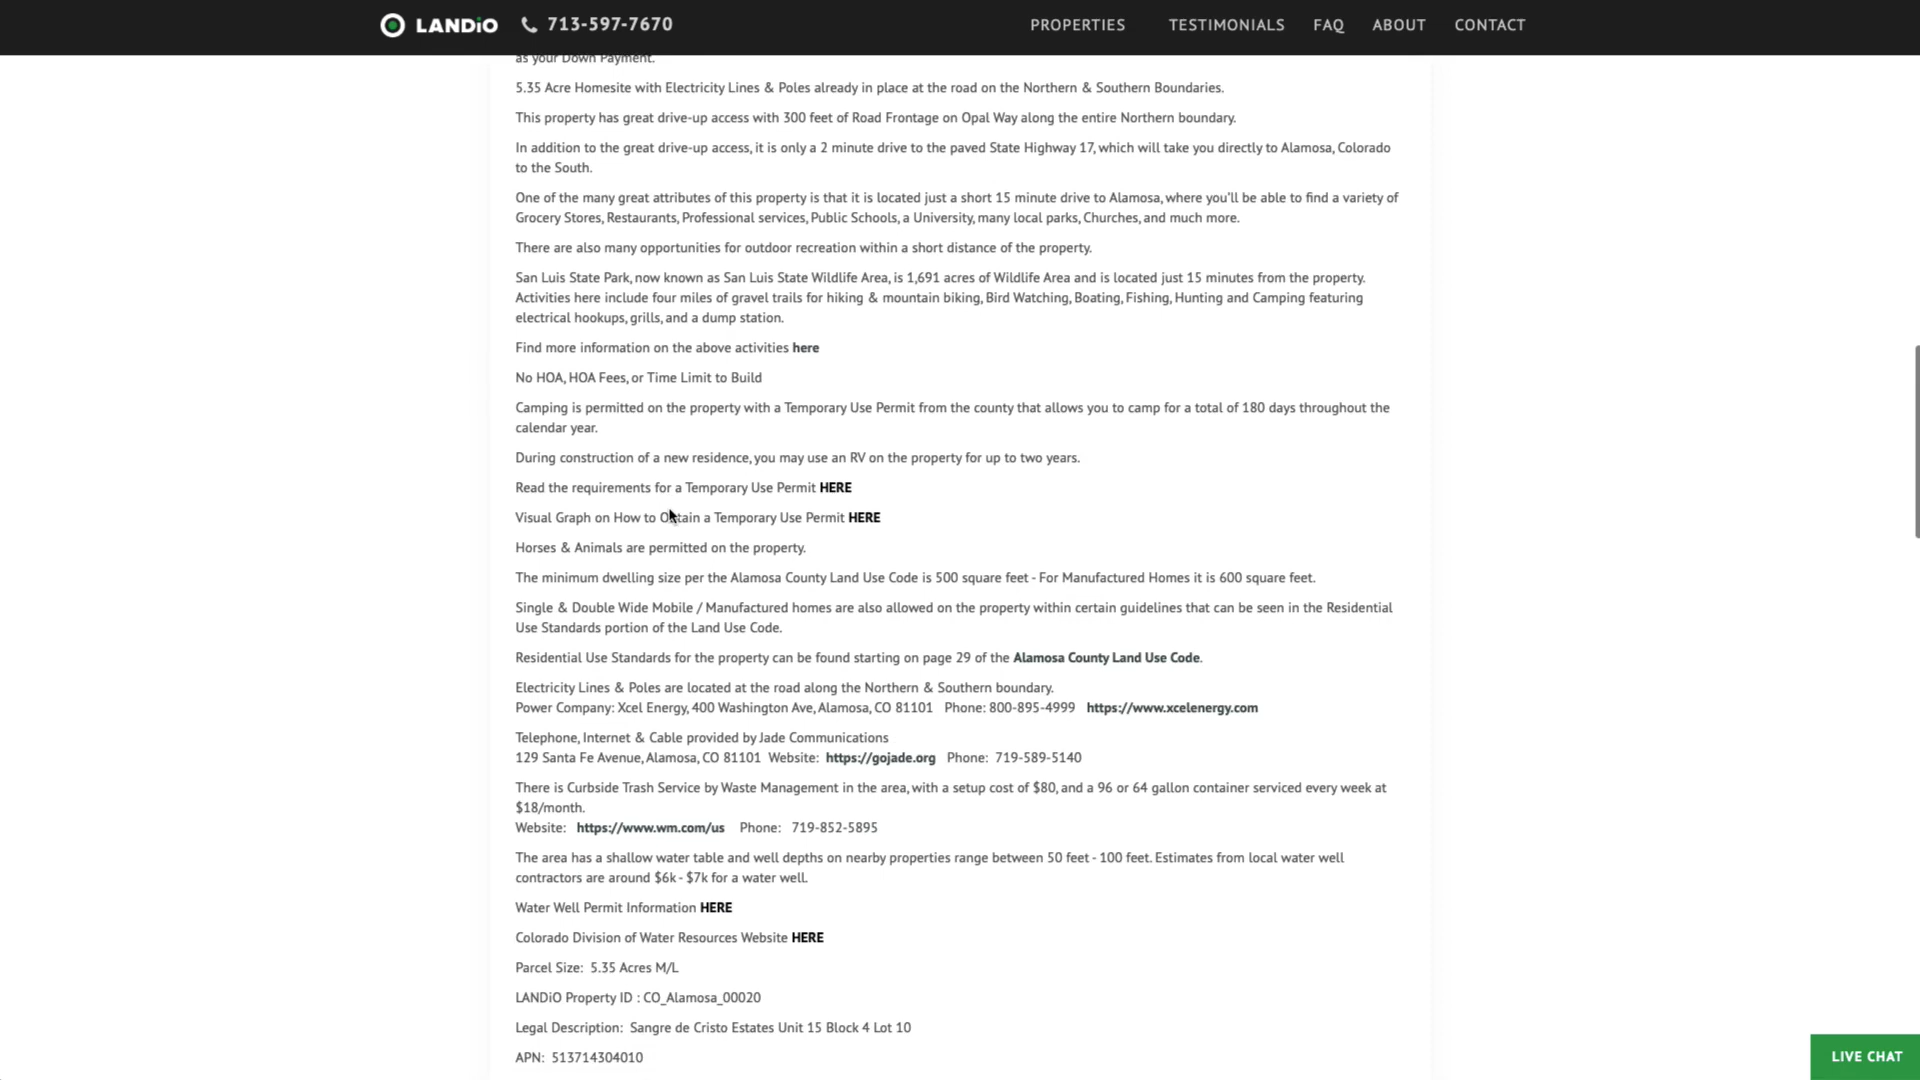 LANDiO 713-597-7670 PROPERTIES TESTIMONIALS FAQ ABOUT CONTACT
as your Down Payment.
5.35 Acre Homesite with Electricity Lines & Poles already in place at the road on the Northern & Southern Boundaries.
This property has great drive-up access with 300 feet of Road Frontage on Opal Way along the entire Northern boundary.
In addition to the great drive-up access, it is only a 2 minute drive to the paved State Highway 17, which will take you directly to Alamosa, Colorado
to the South.
One of the many great attributes of this property is that it is located just a short 15 minute drive to Alamosa, where you'll be able to find a variety of
Grocery Stores, Restaurants, Professional services, Public Schools, a University, many local parks, Churches, and much more.
There are also many opportunities for outdoor recreation within a short distance of the property.
San Luis State Park, now known as San Luis State Wildlife Area, is 1,691 acres of Wildlife Area and is located just 15 minutes from the property.
Activities here include four miles of gravel trails for hiking & mountain biking, Bird Watching, Boating, Fishing, Hunting and Camping featuring
electrical hookups, grills, and a dump station.
Find more information on the above activities here
No HOA, HOA Fees, or Time Limit to Build
Camping is permitted on the property with a Temporary Use Permit from the county that allows you to camp for a total of 180 days throughout the
calendar year.
During construction of a new residence, you may use an RV on the property for up to two years.
Read the requirements for a Temporary Use Permit HERE
Visual Graph on How to Obtain a Temporary Use Permit HERE
Horses & Animals are permitted on the property.
The minimum dwelling size per the Alamosa County Land Use Code is 500 square feet - For Manufactured Homes it is 600 square feet.
Single & Double Wide Mobile / Manufactured homes are also allowed on the property within certain guidelines that can be seen in the Residential
Use Standards portion of the Land Use Code.
Residential Use Standards for the property can be found starting on page 29 of the Alamosa County Land Use Code.
Electricity Lines & Poles are located at the road along the Northern & Southern boundary.
Power Company: Xcel Energy, 400 Washington Ave, Alamosa, CO 81101 Phone: 800-895-4999 https://www.xcelenergy.com
Telephone, Internet & Cable provided by Jade Communications
129 Santa Fe Avenue, Alamosa, CO 81101 Website: https://gojade.org Phone: 719-589-5140
There is Curbside Trash Service by Waste Management in the area, with a setup cost of $80, and a 96 or 64 gallon container serviced every week at
$18/month.
Website: https://www.wm.com/us Phone: 719-852-5895
The area has a shallow water table and well depths on nearby properties range between 50 feet - 100 feet. Estimates from local water well
contractors are around $6k - $7k for a water well.
Water Well Permit Information HERE
Colorado Division of Water Resources Website HERE
Parcel Size: 5.35 Acres M/L
LANDiO Property ID : CO_Alamosa_00020
Legal Description: Sangre de Cristo Estates Unit 15 Block 4 Lot 10
APN: 513714304010
LIVE CHAT